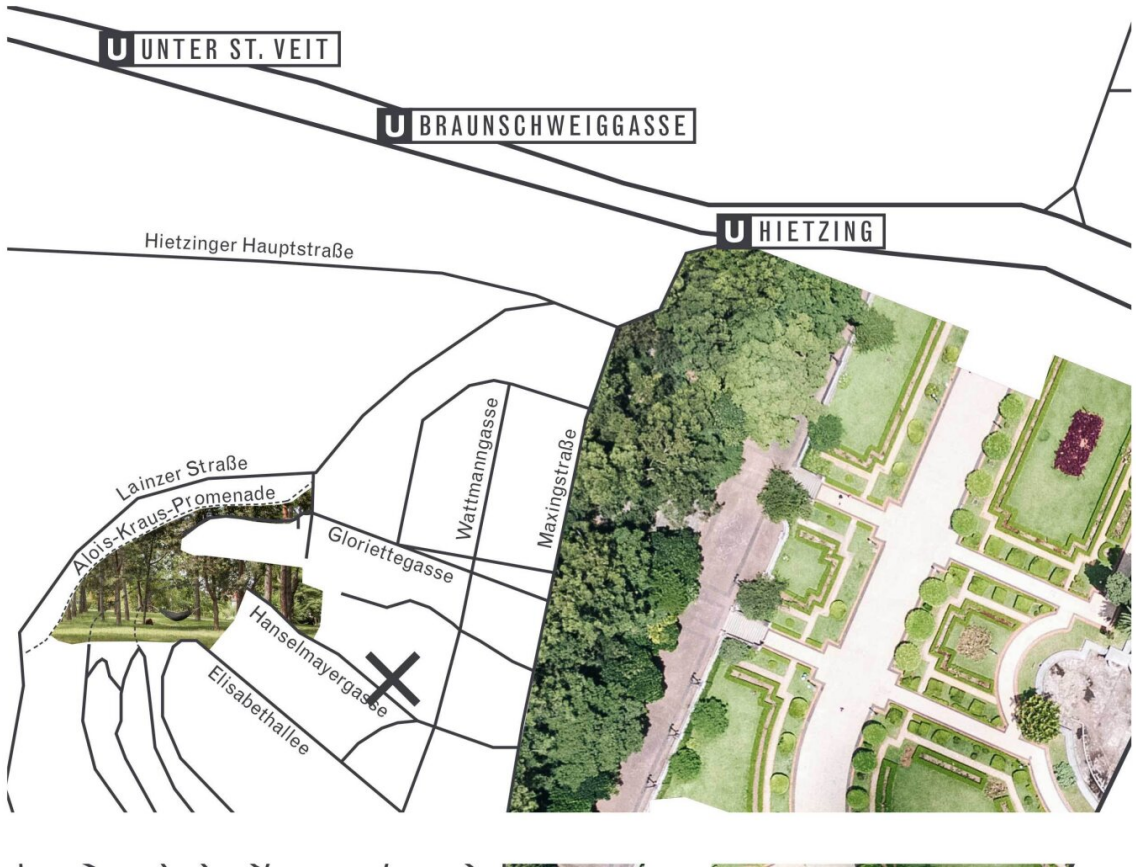 U UNTER ST. VEIT
U BRAUNSCHWEIGGASSE
U HIETZING
Hietzinger Hauptstraße
Lainzer Straße
Alois-Kraus-Promenade
Gloriettegasse
Wattmanngasse
Maxingstraße
Hanselmayergasse
Elisabethallee